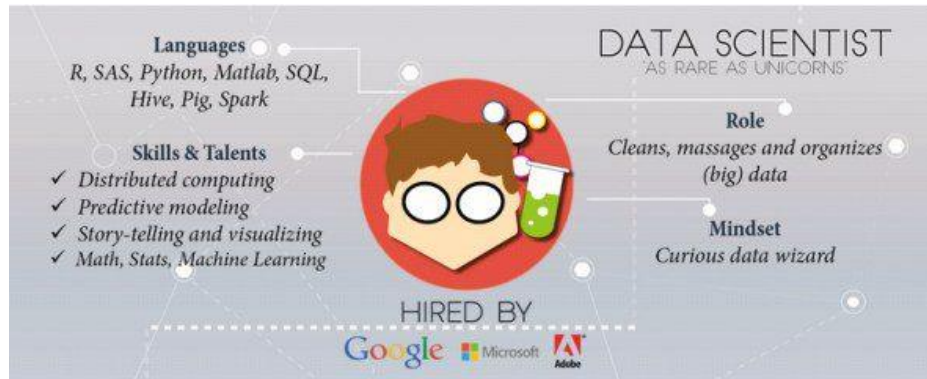 DATA SCIENTIST
"AS RARE AS UNICORNS"
Languages
R, SAS, Python, Matlab, SQL,
Hive, Pig, Spark
Skills & Talents
✓ Distributed computing
✓ Predictive modeling
✓ Story-telling and visualizing
✓ Math, Stats, Machine Learning
Role
Cleans, massages and organizes
(big) data
Mindset
Curious data wizard
HIRED BY
Google Microsoft Adobe